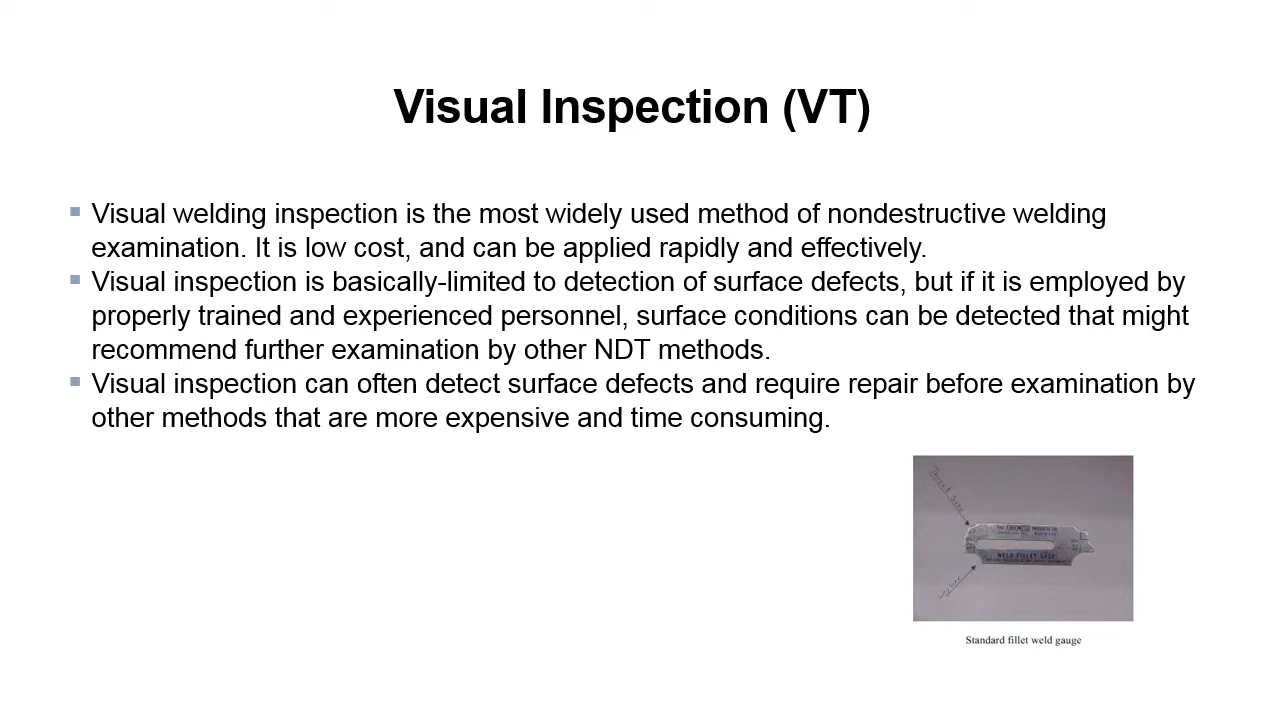 Visual Inspection (VT)
Visual welding inspection is the most widely used method of nondestructive welding
examination. It is low cost, and can be applied rapidly and effectively.
Visual inspection is basically-limited to detection of surface defects, but if it is employed by
properly trained and experienced personnel, surface conditions can be detected that might
recommend further examination by other NDT methods.
Visual inspection can often detect surface defects and require repair before examination by
other methods that are more expensive and time consuming.
WELD FILLET GAGE
Standard fillet weld gauge